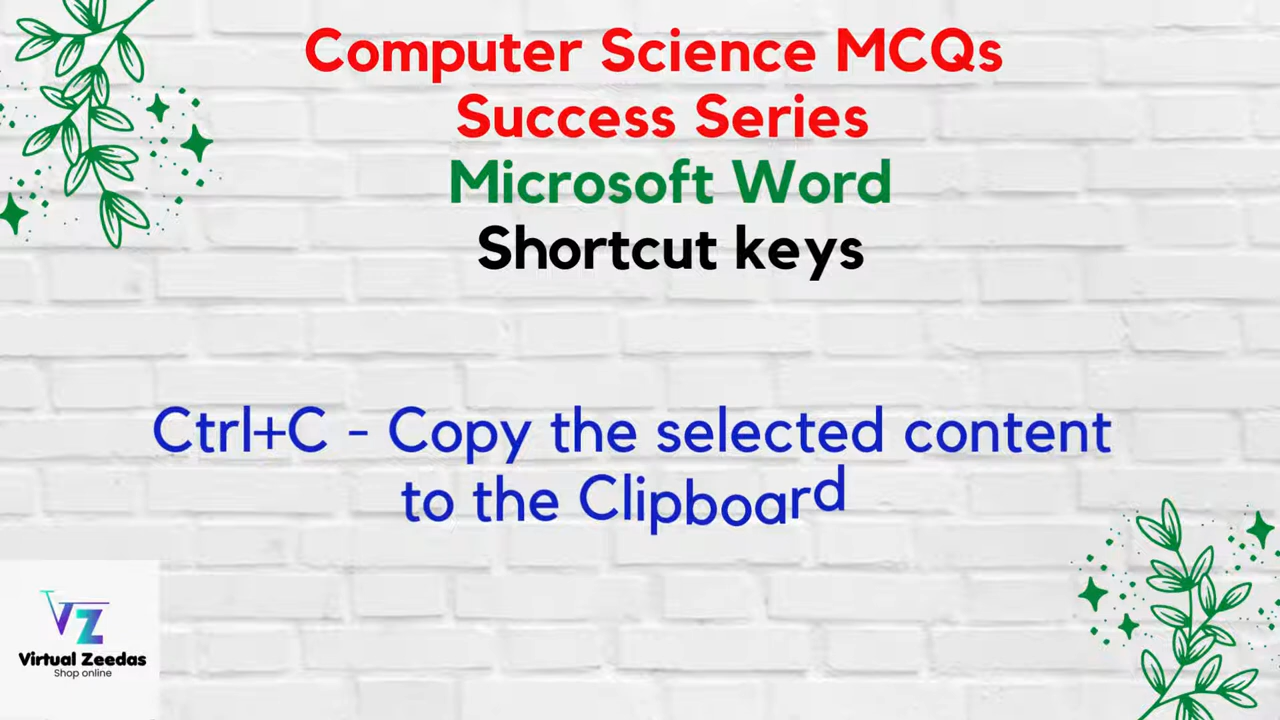 Computer Science MCQs
Success Series
Microsoft Word
Shortcut keys
Ctrl+C - Copy the selected content
to the Clipboard
VZ
Virtual Zeedas
Shop online